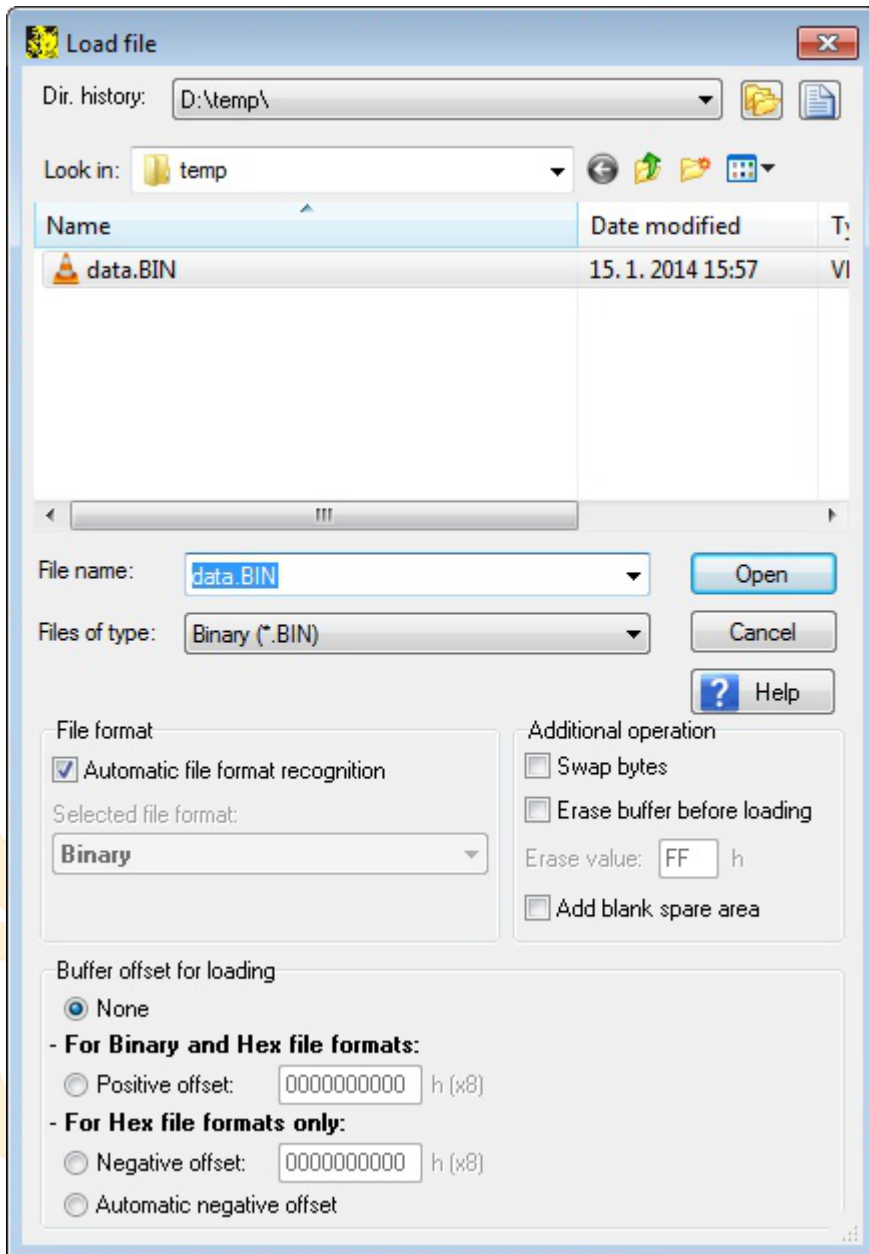 Load file
Dir. history: D:\temp\
Look in: temp
Name Date modified
data.BIN 15. 1. 2014 15:57
File name: data.BIN Open
Files of type: Binary (*.BIN) Cancel
? Help
File format
Automatic file format recognition
Selected file format:
Binary
Additional operation
Swap bytes
Erase buffer before loading
Erase value: FF h
Add blank spare area
Buffer offset for loading
None
- For Binary and Hex file formats:
Positive offset: 0000000000 h (x8)
- For Hex file formats only:
Negative offset: 0000000000 h (x8)
Automatic negative offset